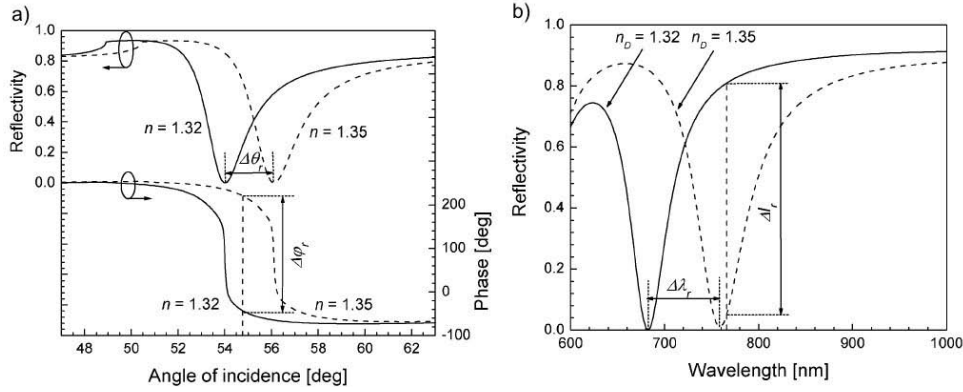 a)
1.0
0.8
0.6
0.4
0.2
0.0
Reflectivity
n = 1.32
n = 1.35
Δθr
200
100
0
-100
Phase [deg]
Δφr
n = 1.32
n = 1.35
48 50 52 54 56 58 60 62
Angle of incidence [deg]
b)
1.0
0.8
0.6
0.4
0.2
0.0
Reflectivity
nD = 1.32
nD = 1.35
ΔIr
Δλr
600 700 800 900 1000
Wavelength [nm]